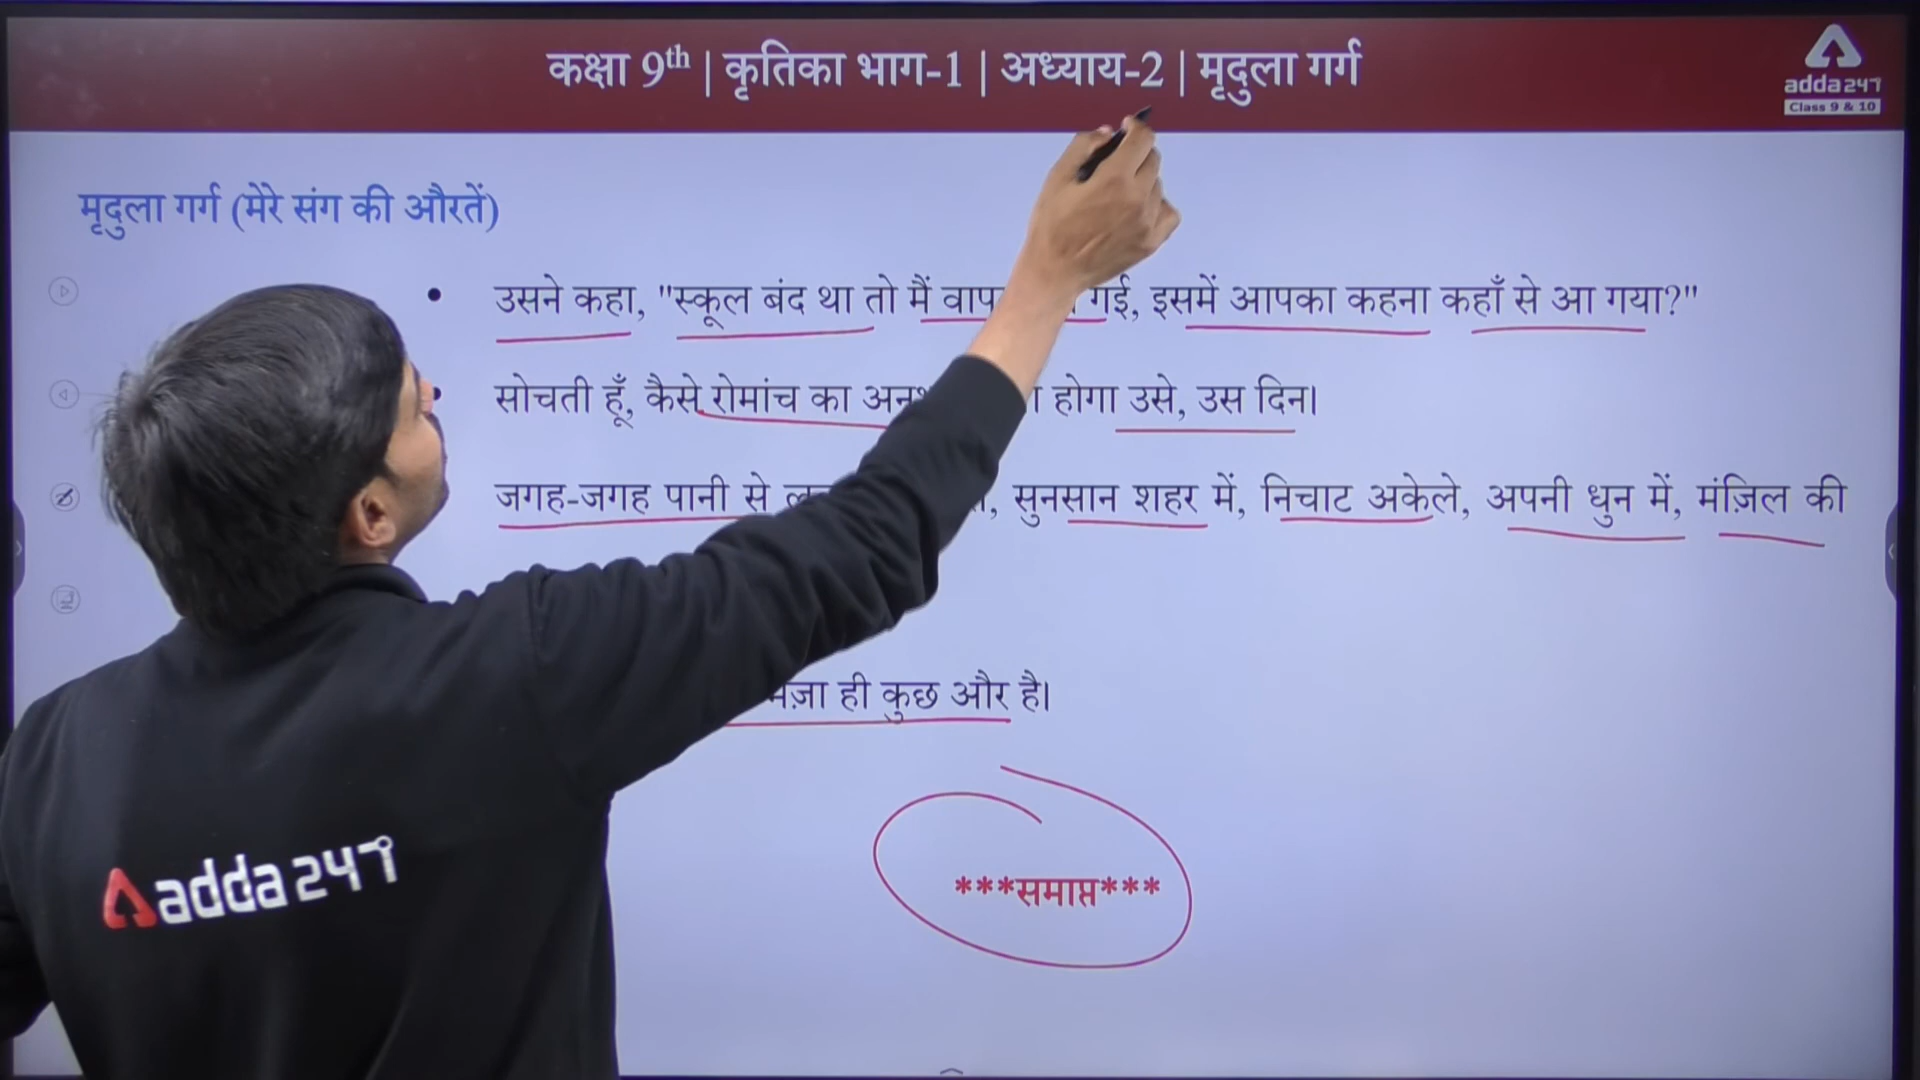 कक्षा 9th | कृतिका भाग-1 | अध्याय-2 | मृदुला गर्ग
adda247
Class 9 & 10
मृदुला गर्ग (मेरे संग की औरतें)
उसने कहा, "स्कूल बंद था तो मैं गई, इसमें आपका कहना कहाँ से आ गया?"
सोचती हूँ, कैसे रोमांच का होगा उसे, उस दिन।
जगह-जगह पानी से सुनसान शहर में, निचाट अकेले, अपनी धुन में, मंज़िल की
मज़ा ही कुछ और है।
***समाप्त***
adda247